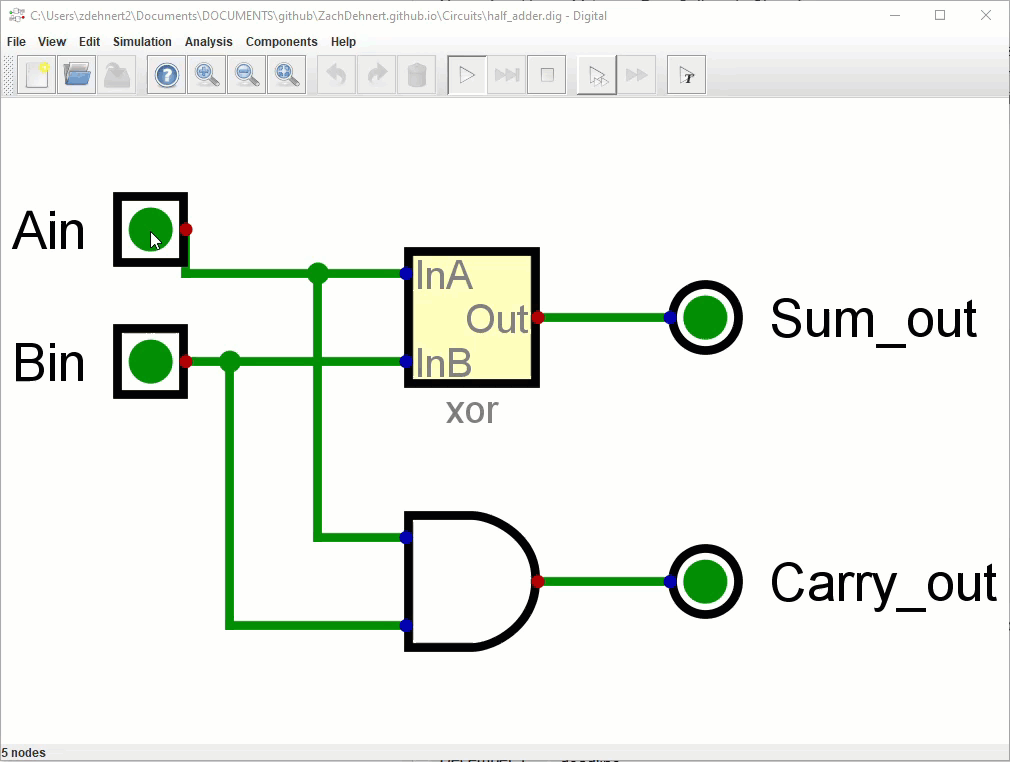 C:\Users\zdehnert2\Documents\DOCUMENTS\github\ZachDehnert.github.io\Circuits\half_adder.dig - Digital
File View Edit Simulation Analysis Components Help
Ain
InA
Out
Sum_out
Bin
InB
xor
Carry_out
5 nodes